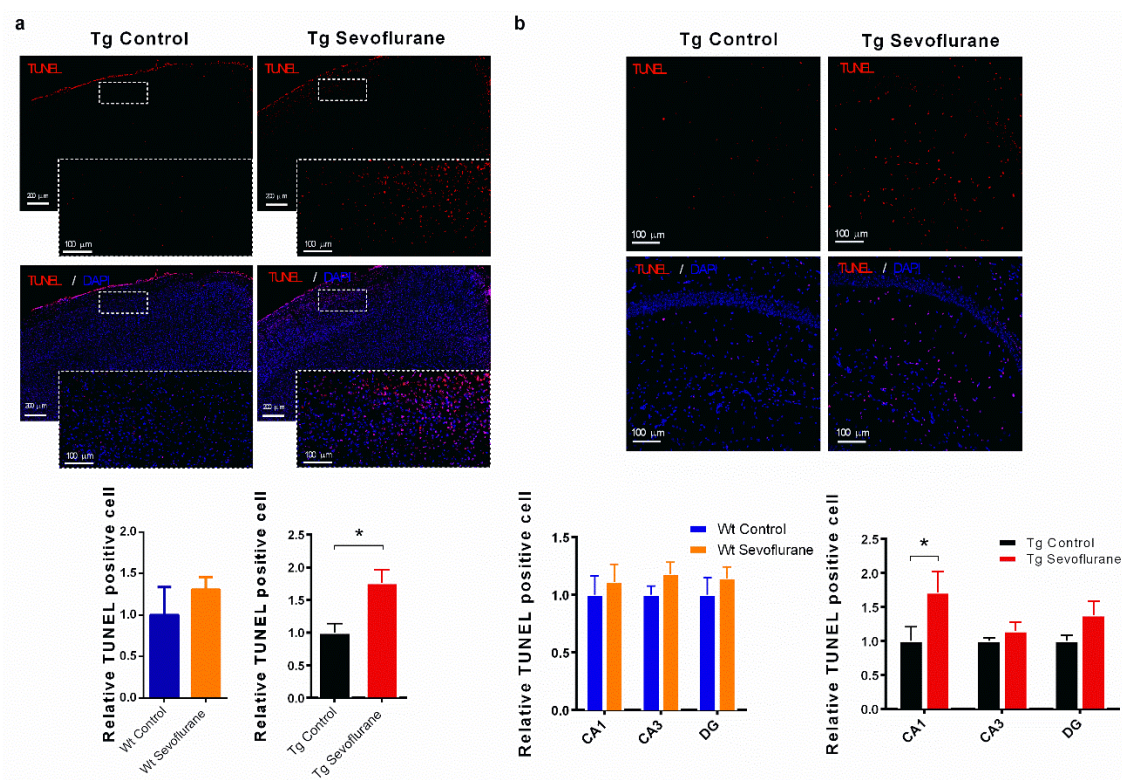 a
Tg Control
Tg Sevoflurane
TUNEL
200 μm
100 μm
TUNEL
200 μm
100 μm
TUNEL / DAPI
200 μm
100 μm
TUNEL / DAPI
200 μm
100 μm
Relative TUNEL positive cell
2.0
1.5
1.0
0.5
0.0
Wt Control
Wt Sevoflurane
Relative TUNEL positive cell
2.5
2.0
1.5
1.0
0.5
0.0
*
Tg Control
Tg Sevoflurane
b
Tg Control
Tg Sevoflurane
TUNEL
100 μm
TUNEL
100 μm
TUNEL / DAPI
100 μm
TUNEL / DAPI
100 μm
Relative TUNEL positive cell
1.5
1.0
0.5
0.0
Wt Control
Wt Sevoflurane
CA1
CA3
DG
Relative TUNEL positive cell
2.5
2.0
1.5
1.0
0.5
0.0
*
Tg Control
Tg Sevoflurane
CA1
CA3
DG